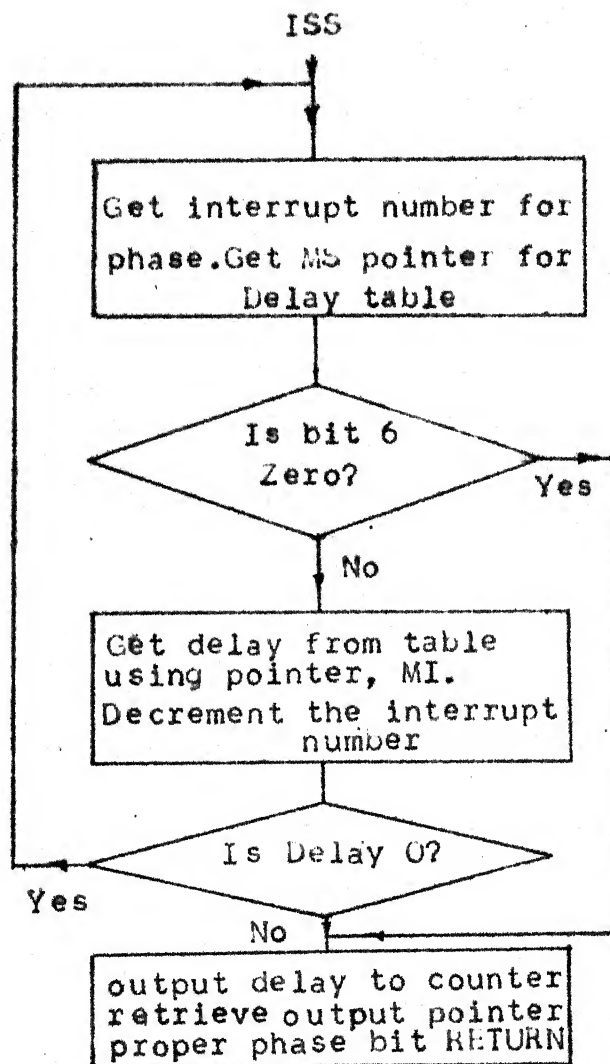 ISS
Get interrupt number for
phase.Get MS pointer for
Delay table
Is bit 6
Zero?
Yes
No
Get delay from table
using pointer, MI.
Decrement the interrupt
number
Is Delay 0?
Yes
No
output delay to counter
retrieve output pointer
proper phase bit RETURN